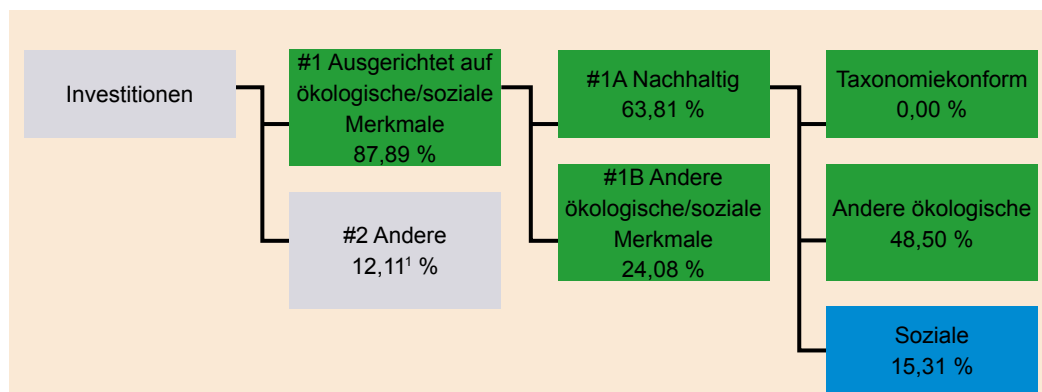 Investitionen
#1 Ausgerichtet auf
ökologische/soziale
Merkmale
87,89 %
#2 Andere
12,11¹ %
#1A Nachhaltig
63,81 %
#1B Andere
ökologische/soziale
Merkmale
24,08 %
Taxonomiekonform
0,00 %
Andere ökologische
48,50 %
Soziale
15,31 %